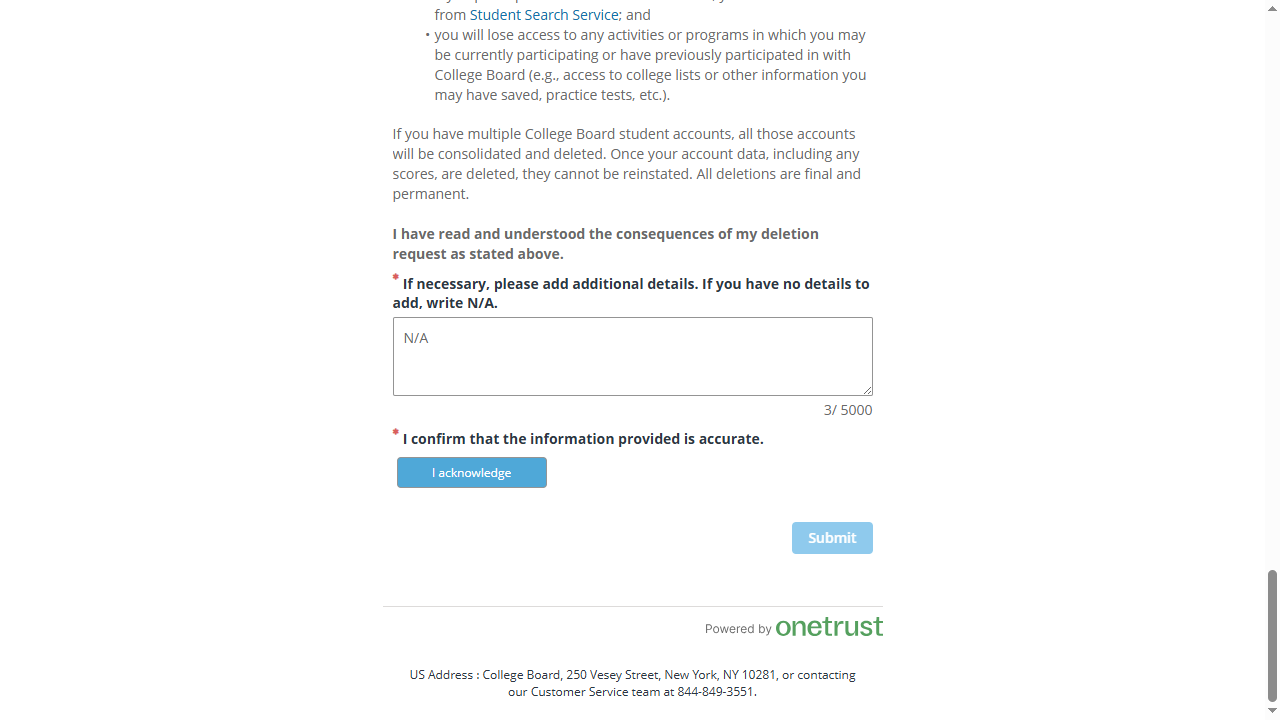 from Student Search Service; and
• you will lose access to any activities or programs in which you may
be currently participating or have previously participated in with
College Board (e.g., access to college lists or other information you
may have saved, practice tests, etc.).
If you have multiple College Board student accounts, all those accounts
will be consolidated and deleted. Once your account data, including any
scores, are deleted, they cannot be reinstated. All deletions are final and
permanent.
I have read and understood the consequences of my deletion
request as stated above.
* If necessary, please add additional details. If you have no details to
add, write N/A.
N/A
3/ 5000
* I confirm that the information provided is accurate.
I acknowledge
Submit
Powered by onetrust
US Address : College Board, 250 Vesey Street, New York, NY 10281, or contacting
our Customer Service team at 844-849-3551.